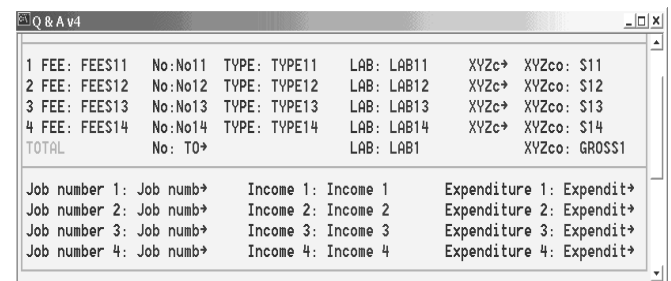 Q & A v4
1 FEE: FEES11 No:No11 TYPE: TYPE11 LAB: LAB11 XYZc→ XYZco: S11
2 FEE: FEES12 No:No12 TYPE: TYPE12 LAB: LAB12 XYZc→ XYZco: S12
3 FEE: FEES13 No:No13 TYPE: TYPE13 LAB: LAB13 XYZc→ XYZco: S13
4 FEE: FEES14 No:No14 TYPE: TYPE14 LAB: LAB14 XYZc→ XYZco: S14
TOTAL No: TO→ LAB: LAB1 XYZco: GROSS1
Job number 1: Job numb→ Income 1: Income 1 Expenditure 1: Expendit→
Job number 2: Job numb→ Income 2: Income 2 Expenditure 2: Expendit→
Job number 3: Job numb→ Income 3: Income 3 Expenditure 3: Expendit→
Job number 4: Job numb→ Income 4: Income 4 Expenditure 4: Expendit→